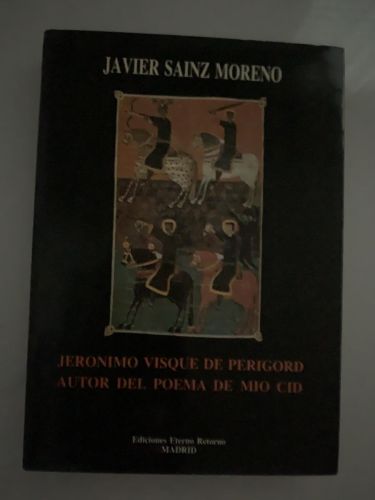 JAVIER SAINZ MORENO
JERONIMO VISQUE DE PERIGORD
AUTOR DEL POEMA DE MIO CID
Ediciones Eterno Retorno
MADRID